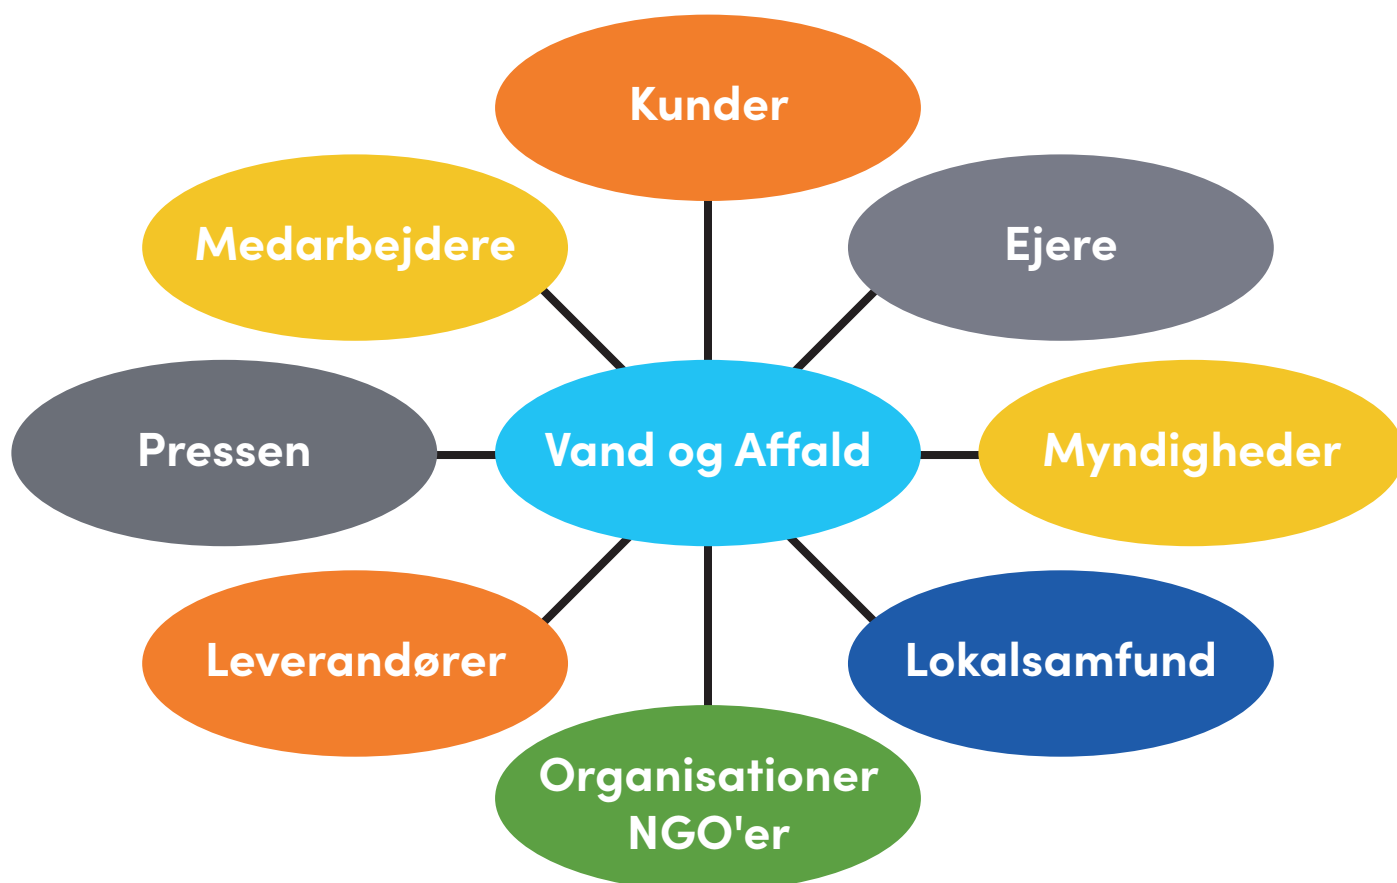 Kunder
Medarbejdere
Ejere
Pressen
Vand og Affald
Myndigheder
Leverandører
Lokalsamfund
Organisationer
NGO'er